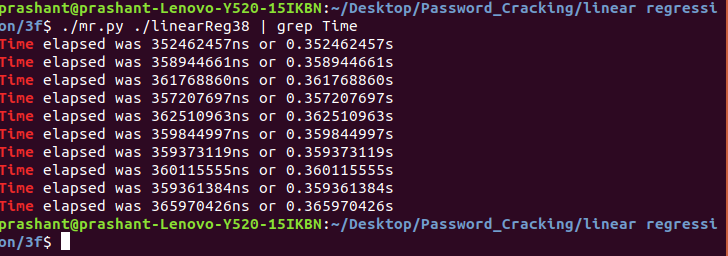 prashant@prashant-Lenovo-Y520-15IKBN:~/Desktop/Password_Cracking/linear regressi
on/3f$ ./mr.py ./linearReg38 | grep Time
Time elapsed was 352462457ns or 0.352462457s
Time elapsed was 358944661ns or 0.358944661s
Time elapsed was 361768860ns or 0.361768860s
Time elapsed was 357207697ns or 0.357207697s
Time elapsed was 362510963ns or 0.362510963s
Time elapsed was 359844997ns or 0.359844997s
Time elapsed was 359373119ns or 0.359373119s
Time elapsed was 360115555ns or 0.360115555s
Time elapsed was 359361384ns or 0.359361384s
Time elapsed was 365970426ns or 0.365970426s
prashant@prashant-Lenovo-Y520-15IKBN:~/Desktop/Password_Cracking/linear regressi
on/3f$